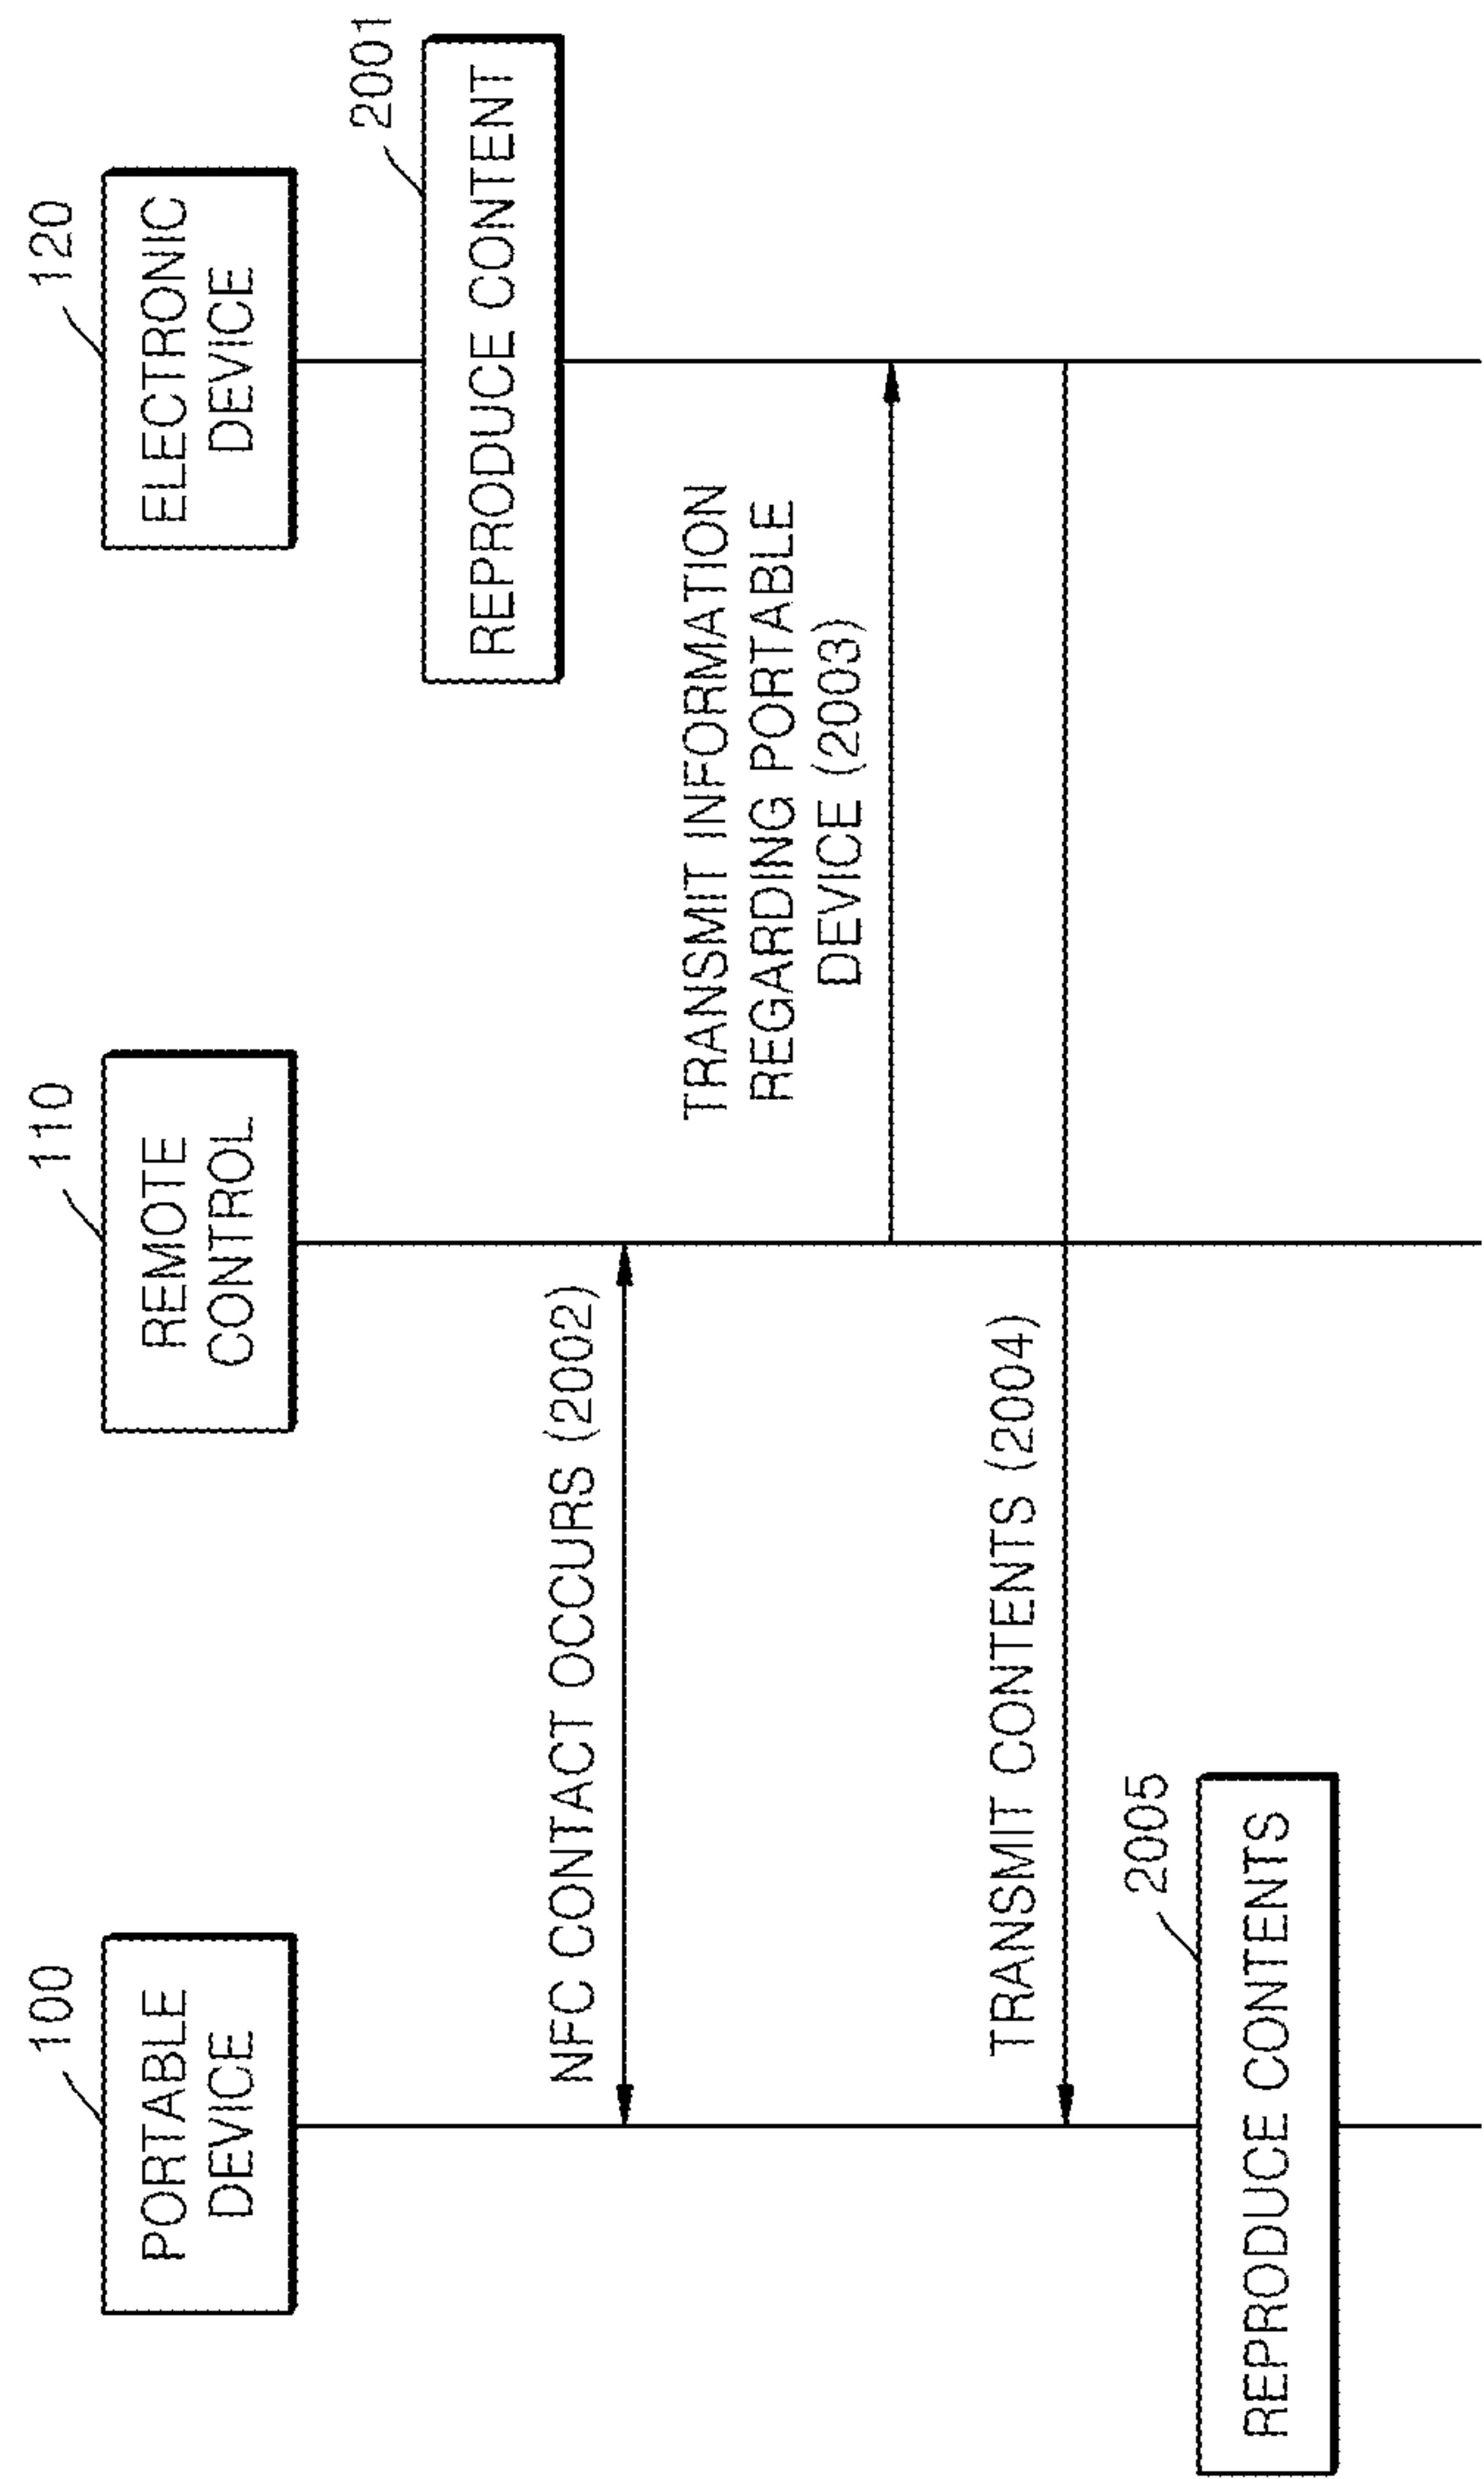 100
PORTABLE
DEVICE
110
REMOTE
CONTROL
120
ELECTRONIC
DEVICE
2001
REPRODUCE CONTENT
NFC CONTACT OCCURS (2002)
TRANSMIT INFORMATION
REGARDING PORTABLE
DEVICE (2003)
TRANSMIT CONTENTS (2004)
2005
REPRODUCE CONTENTS